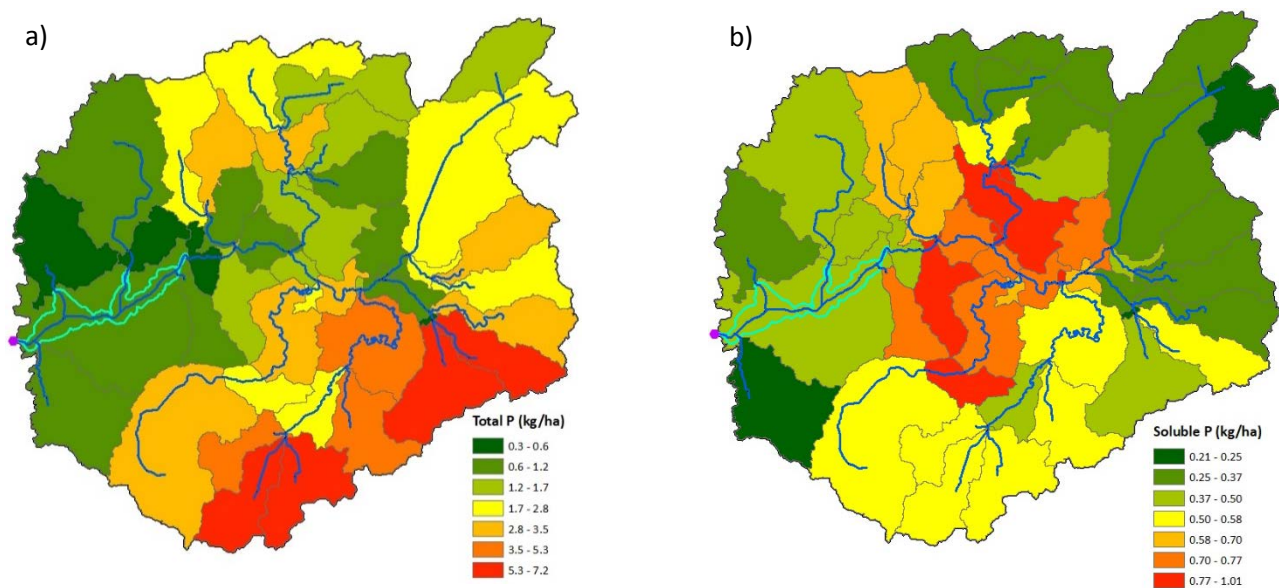 a)
Total P (kg/ha)
0.3 - 0.6
0.6 - 1.2
1.2 - 1.7
1.7 - 2.8
2.8 - 3.5
3.5 - 5.3
5.3 - 7.2
b)
Soluble P (kg/ha)
0.21 - 0.25
0.25 - 0.37
0.37 - 0.50
0.50 - 0.58
0.58 - 0.70
0.70 - 0.77
0.77 - 1.01